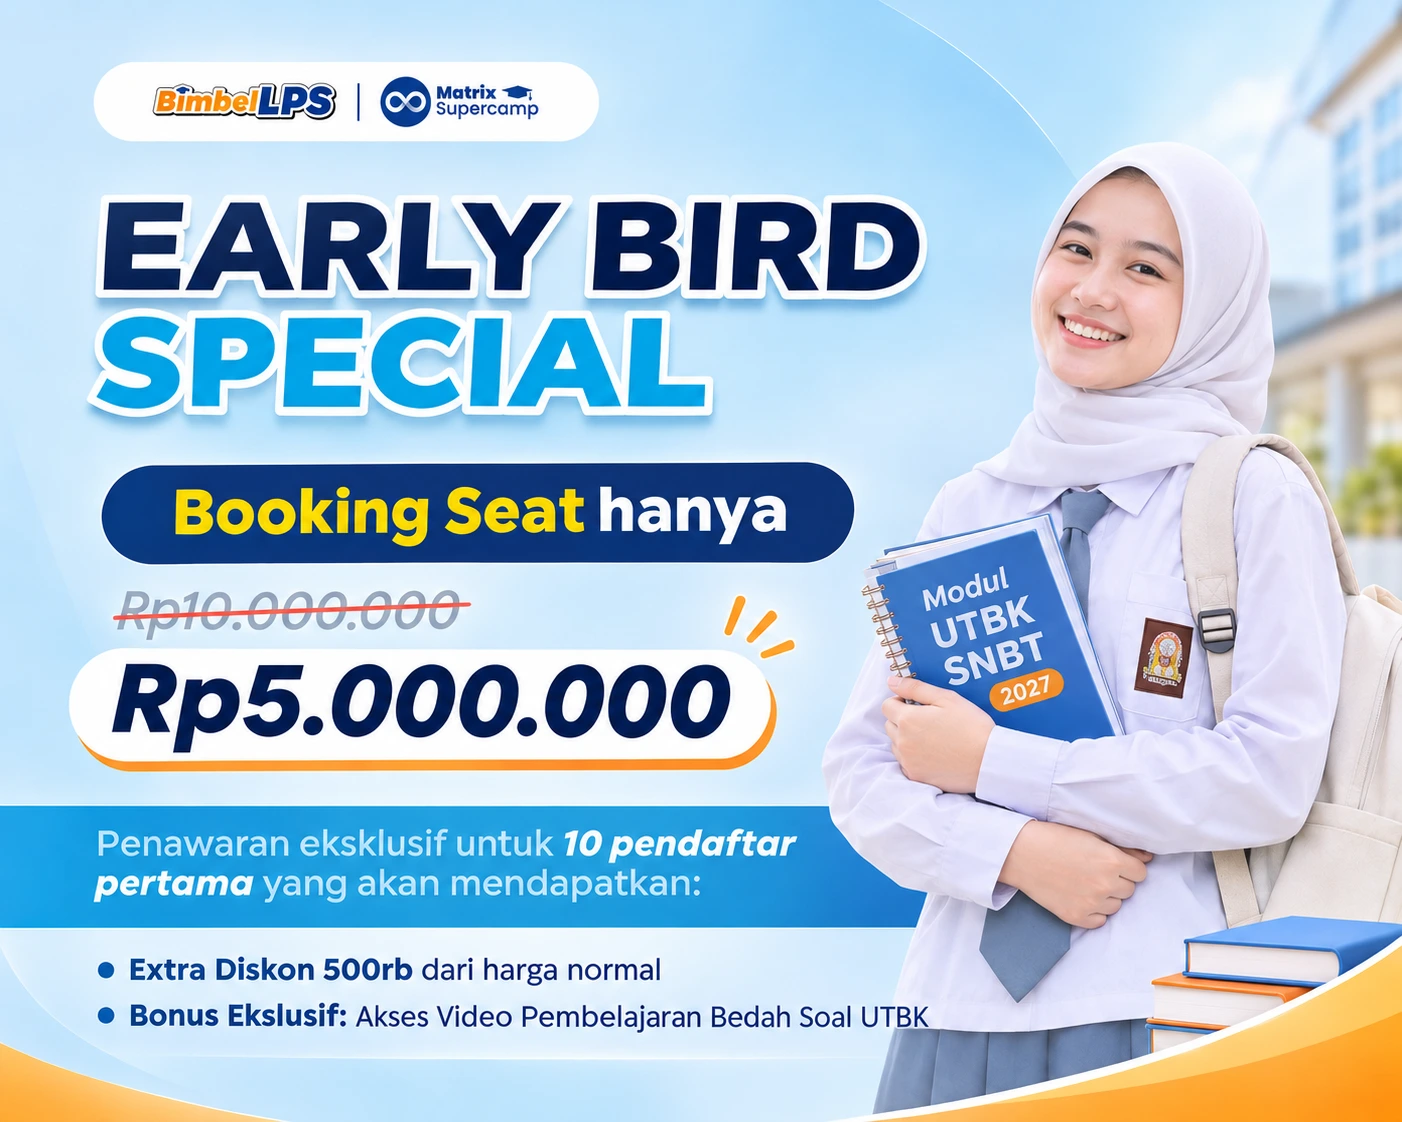 BimbelLPS
Matrix
Supercamp
EARLY BIRD
SPECIAL
Booking Seat hanya
Rp10.000.000
Rp5.000.000
Penawaran eksklusif untuk 10 pendaftar
pertama yang akan mendapatkan:
Extra Diskon 500rb dari harga normal
Bonus Ekslusif: Akses Video Pembelajaran Bedah Soal UTBK
Modul
UTBK
SNBT
2027